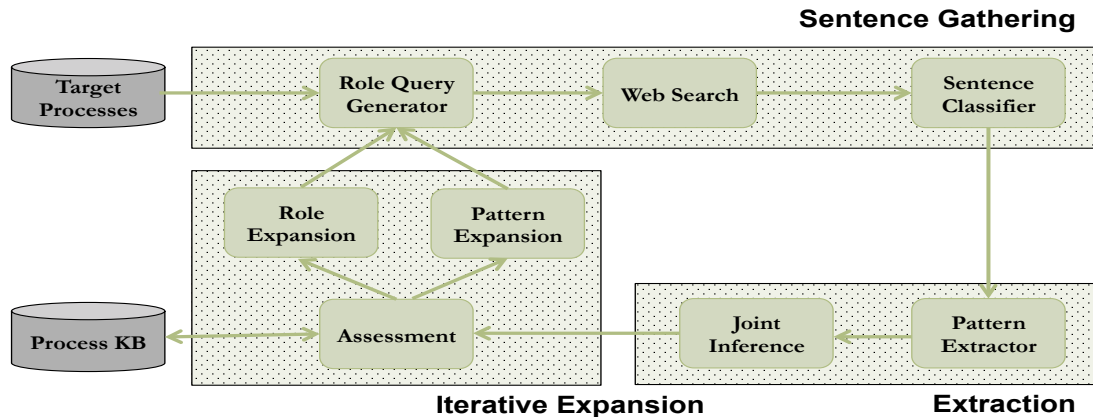 Sentence Gathering
Target
Processes
Role Query
Generator
Web Search
Sentence
Classifier
Role
Expansion
Pattern
Expansion
Process KB
Assessment
Joint
Inference
Pattern
Extractor
Iterative Expansion
Extraction